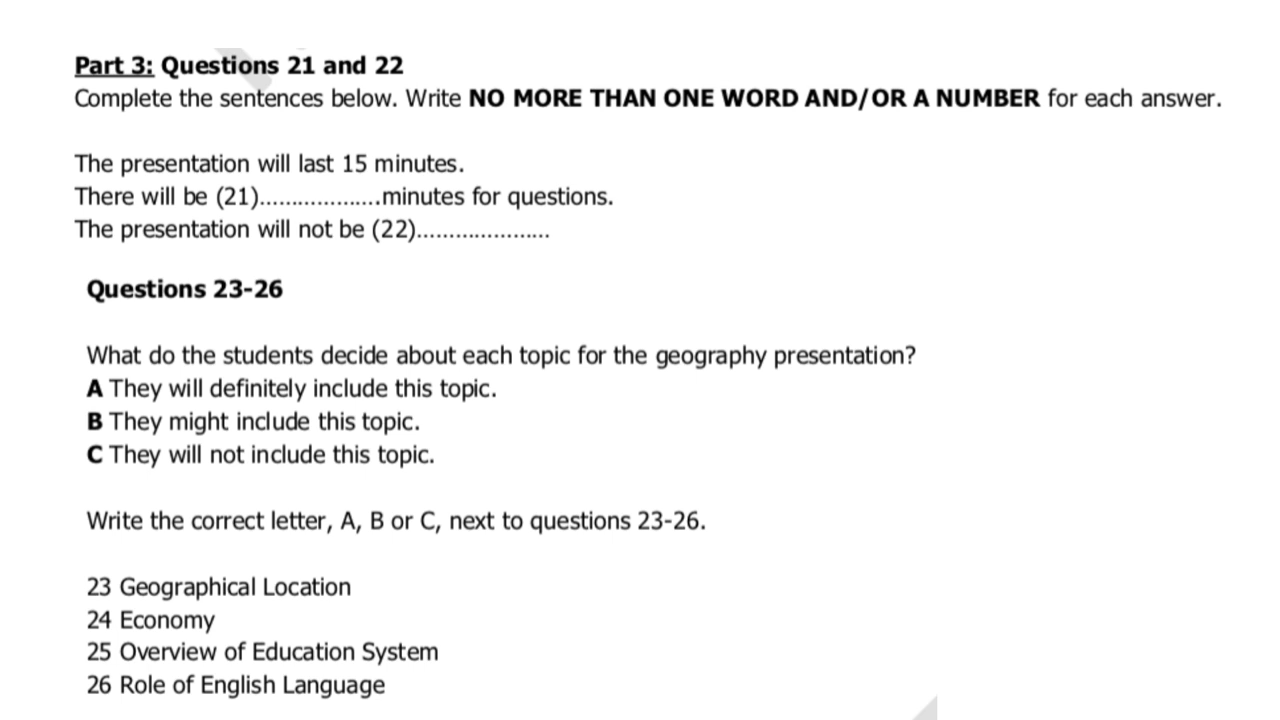 Part 3: Questions 21 and 22
Complete the sentences below. Write NO MORE THAN ONE WORD AND/OR A NUMBER for each answer.
The presentation will last 15 minutes.
There will be (21)...................minutes for questions.
The presentation will not be (22).....................
Questions 23-26
What do the students decide about each topic for the geography presentation?
A They will definitely include this topic.
B They might include this topic.
C They will not include this topic.
Write the correct letter, A, B or C, next to questions 23-26.
23 Geographical Location
24 Economy
25 Overview of Education System
26 Role of English Language